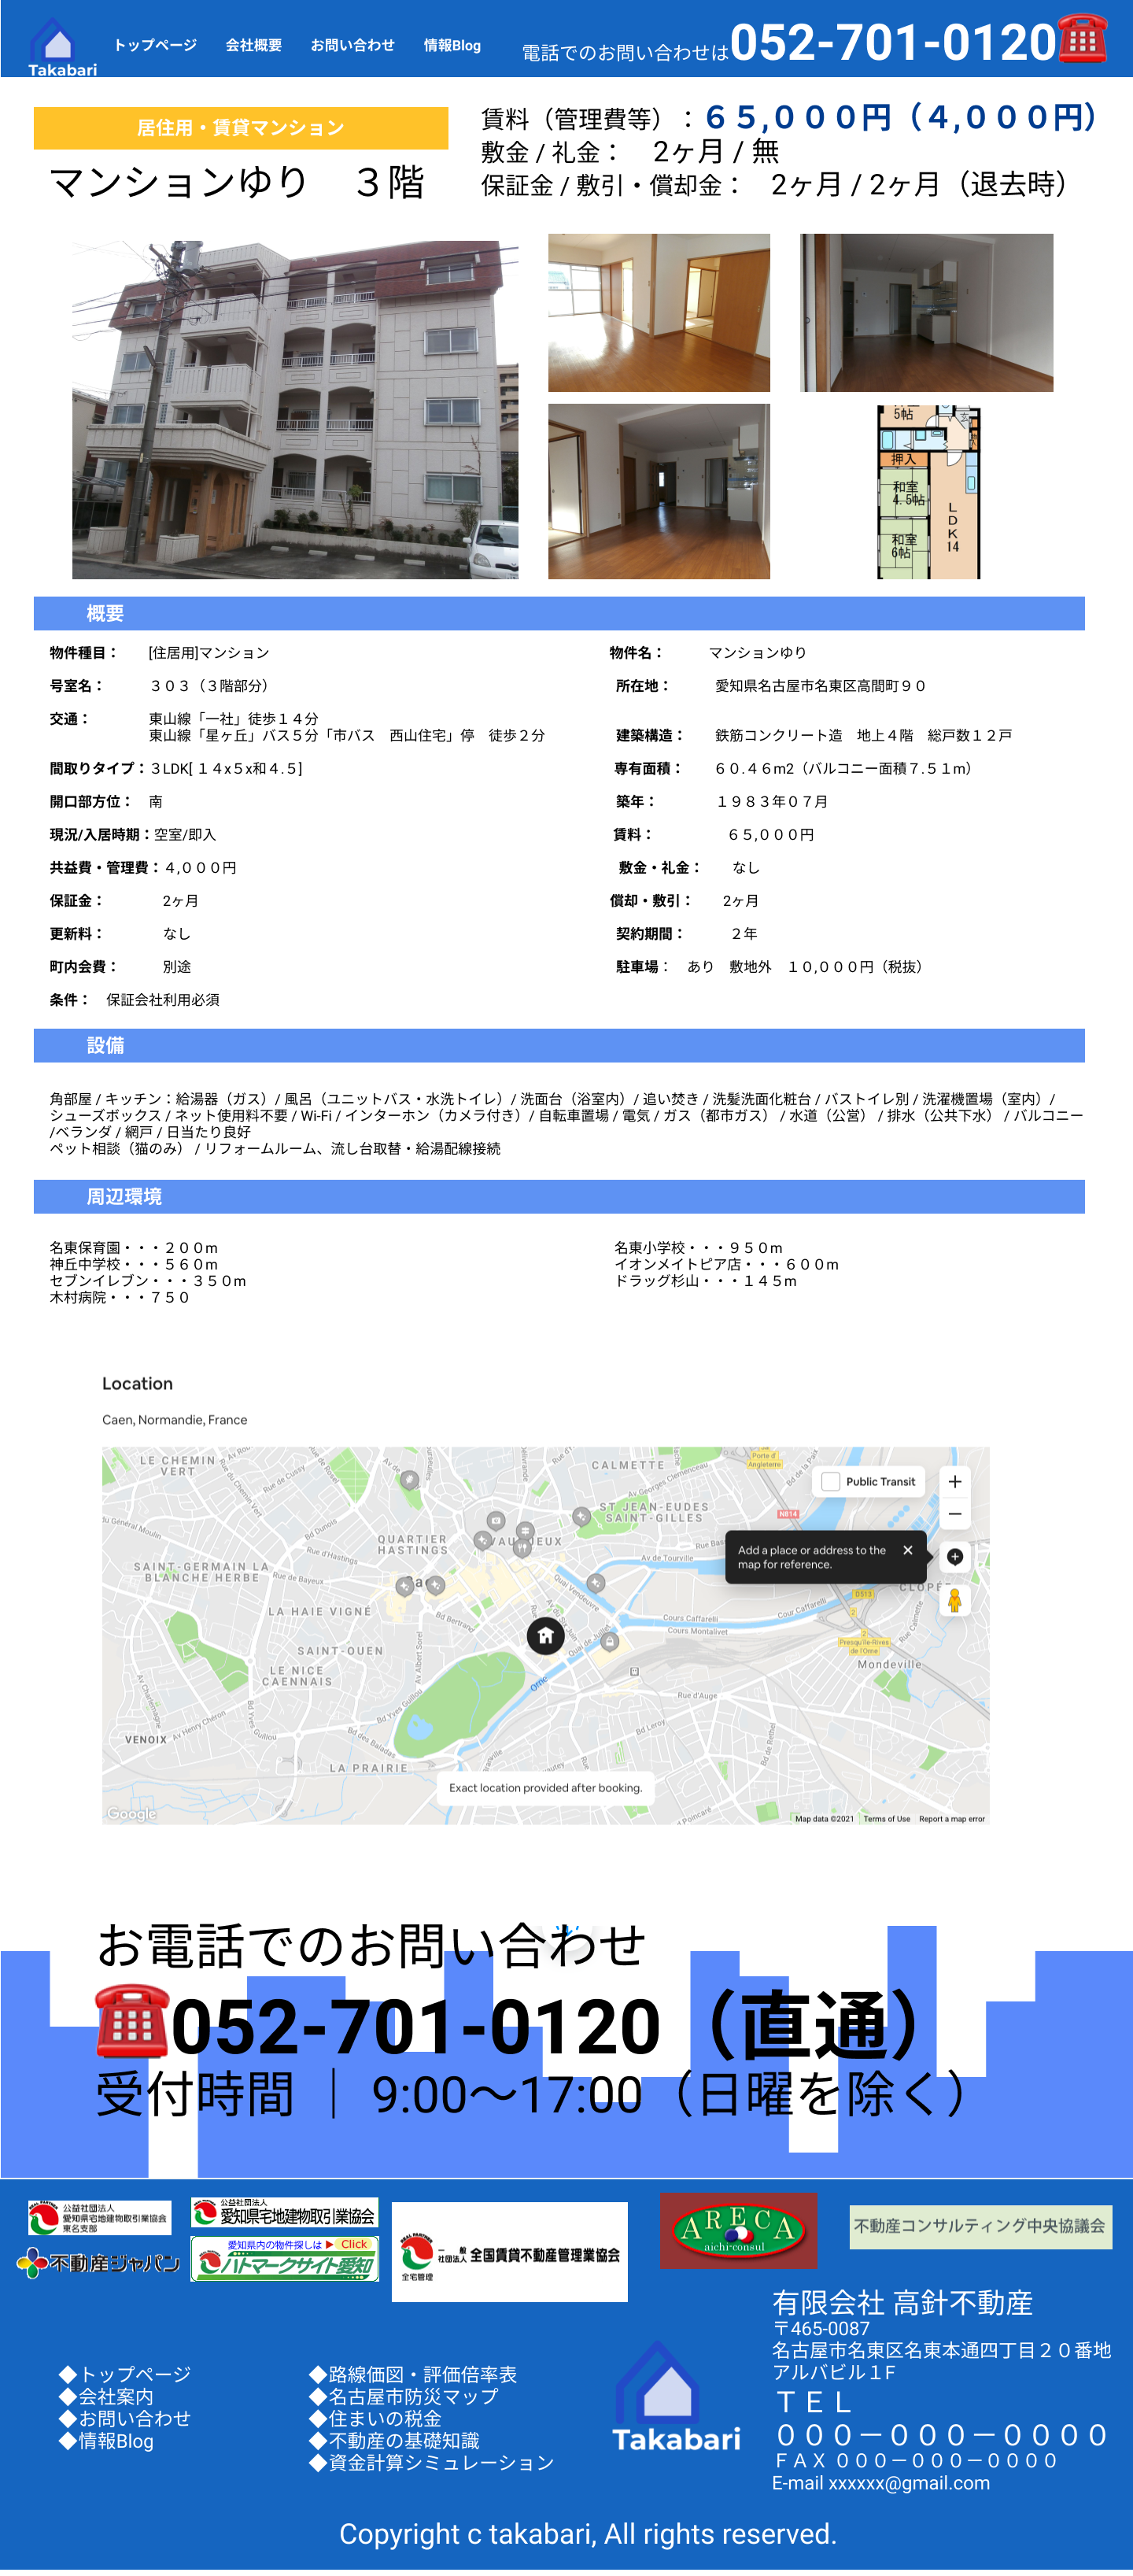 Takabari
トップページ　会社概要　お問い合わせ　情報Blog
電話でのお問い合わせは052-701-0120
居住用・賃貸マンション
マンションゆり　３階
賃料（管理費等）：６５,０００円（４,０００円）
敷金 / 礼金：　2ヶ月 / 無
保証金 / 敷引・償却金：　2ヶ月 / 2ヶ月（退去時）
5帖
玄
押入
和室
4.5帖
和室
6帖
LDK
14
概要
物件種目：　[住居用]マンション
物件名：　マンションゆり
号室名：　３０３（３階部分）
所在地：　愛知県名古屋市名東区高間町９０
交通：　東山線「一社」徒歩１４分
東山線「星ヶ丘」バス５分「市バス　西山住宅」停　徒歩２分
建築構造：　鉄筋コンクリート造　地上４階　総戸数１２戸
間取りタイプ：３LDK[ １４x５x和４.５]
専有面積：　６０.４６m2（バルコニー面積７.５１m）
開口部方位：　南
築年：　１９８３年０７月
現況/入居時期：空室/即入
賃料：　６５,０００円
共益費・管理費：４,０００円
敷金・礼金：　なし
保証金：　2ヶ月
償却・敷引：　2ヶ月
更新料：　なし
契約期間：　２年
町内会費：　別途
駐車場：　あり　敷地外　１０,０００円（税抜）
条件：　保証会社利用必須
設備
角部屋 / キッチン：給湯器（ガス）/ 風呂（ユニットバス・水洗トイレ）/ 洗面台（浴室内）/ 追い焚き / 洗髪洗面化粧台 / バストイレ別 / 洗濯機置場（室内）/
シューズボックス / ネット使用料不要 / Wi-Fi / インターホン（カメラ付き）/ 自転車置場 / 電気 / ガス（都市ガス） / 水道（公営） / 排水（公共下水） / バルコニー
/ベランダ / 網戸 / 日当たり良好
ペット相談（猫のみ） / リフォームルーム、流し台取替・給湯配線接続
周辺環境
名東保育園・・・２００m
神丘中学校・・・５６０m
セブンイレブン・・・３５０m
木村病院・・・７５０
名東小学校・・・９５０m
イオンメイトピア店・・・６００m
ドラッグ杉山・・・１４５m
Location
Caen, Normandie, France
LE CHEMIN
VERT
CALMETTE
Porte d'
Angleterre
Public Transit
ST JEAN-EUDES
SAINT-GILLES
N814
QUARTIER
HASTINGS
VAUGUEUX
Add a place or address to the
map for reference.
Av de Tourville
SAINT-GERMAIN LA
BLANCHE HERBE
Rue d'Hastings
Rue de Bayeux
D513
LA HAIE VIGNÉ
Cours Caffarelli
Cours Montalivet
Av Albert Sorel
SAINT-OUEN
Presqu'île-Rives
de l'Orne
Mondeville
LE NICE
CAENNAIS
Orne
Rue d'Auge
Av Henry Chéron
VENOIX
Bd Leroy
LA PRAIRIE
Exact location provided after booking.
Google
Map data ©2021　Terms of Use　Report a map error
お電話でのお問い合わせ
052-701-0120（直通）
受付時間 ｜ 9:00〜17:00（日曜を除く）
REAL PARTNER
公益社団法人
愛知県宅地建物取引業協会
東名支部
公益社団法人
愛知県宅地建物取引業協会
不動産ジャパン
愛知県内の物件探しは ▶ Click
ハトマークサイト愛知
REAL PARTNER
全宅管理
一般社団法人 全国賃貸不動産管理業協会
ARECA
aichi-consul
不動産コンサルティング中央協議会
有限会社 高針不動産
〒465-0087
名古屋市名東区名東本通四丁目２０番地
アルバビル１F
ＴＥＬ
０００－０００－００００
ＦＡＸ ０００－０００－００００
E-mail xxxxxx@gmail.com
◆トップページ
◆会社案内
◆お問い合わせ
◆情報Blog
◆路線価図・評価倍率表
◆名古屋市防災マップ
◆住まいの税金
◆不動産の基礎知識
◆資金計算シミュレーション
Takabari
Copyright c takabari, All rights reserved.